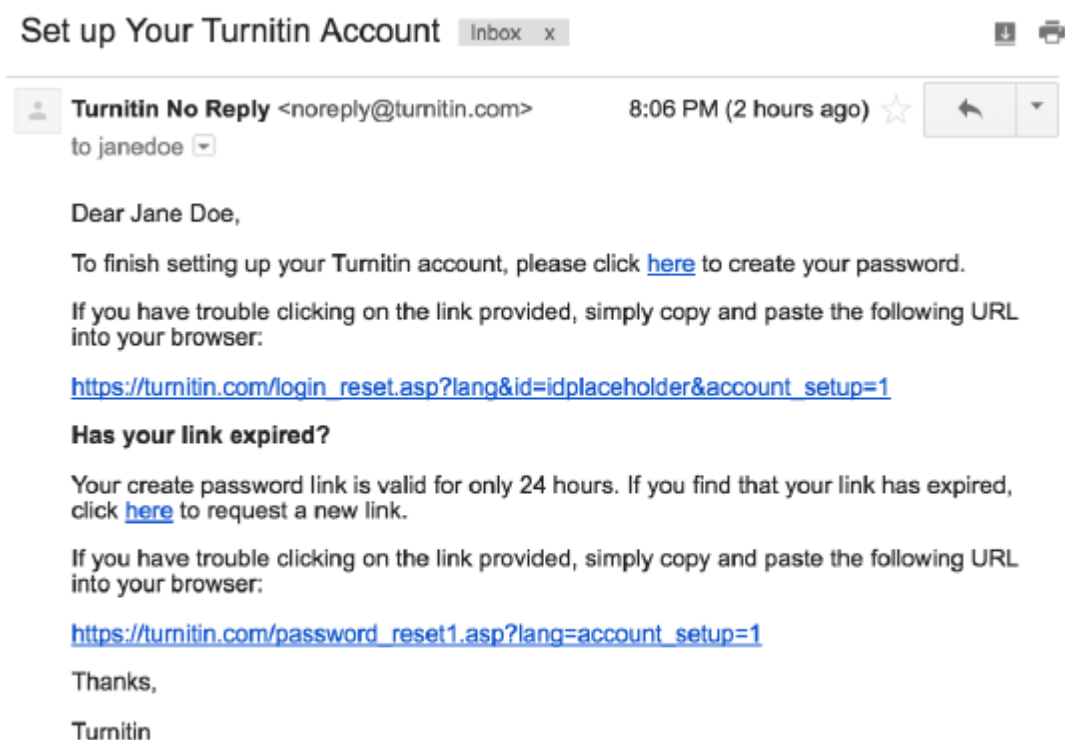 Set up Your Turnitin Account Inbox x
Turnitin No Reply <noreply@turnitin.com> 8:06 PM (2 hours ago)
to janedoe
Dear Jane Doe,
To finish setting up your Turnitin account, please click here to create your password.
If you have trouble clicking on the link provided, simply copy and paste the following URL
into your browser:
https://turnitin.com/login_reset.asp?lang&id=idplaceholder&account_setup=1
Has your link expired?
Your create password link is valid for only 24 hours. If you find that your link has expired,
click here to request a new link.
If you have trouble clicking on the link provided, simply copy and paste the following URL
into your browser:
https://turnitin.com/password_reset1.asp?lang=account_setup=1
Thanks,
Turnitin